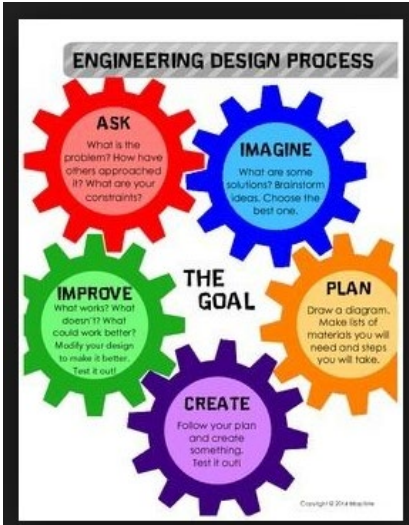 ENGINEERING DESIGN PROCESS
ASK
What is the
problem? How have
others approached
it? What are your
constraints?
IMAGINE
What are some
solutions? Brainstorm
ideas. Choose the
best one.
PLAN
Draw a diagram.
Make lists of
materials you will
need and steps
you will take.
CREATE
Follow your plan
and create
something.
Test it out!
IMPROVE
What works? What
doesn't? What
could work better?
Modify your design
to make it better.
Test it out!
THE
GOAL
Copyright © 2014